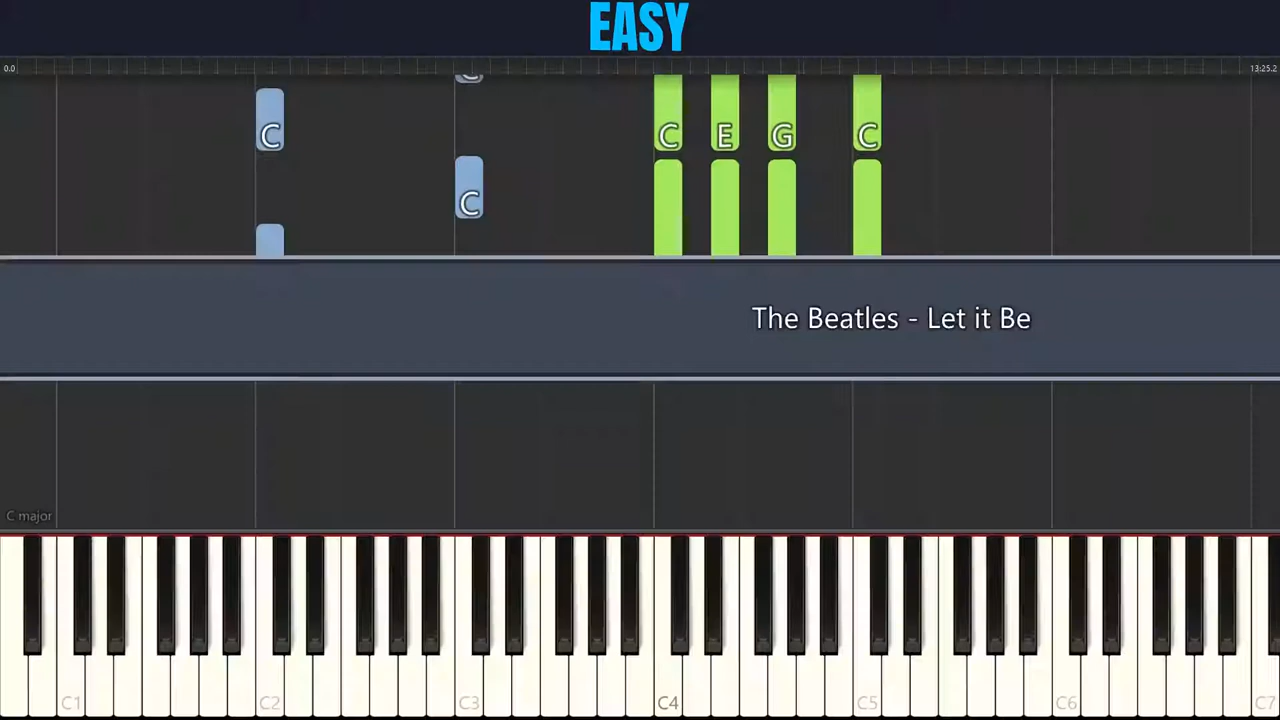 EASY
0.0 13:25.2
C
C C E G C
C C
The Beatles - Let it Be
C major
C1 C2 C3 C4 C5 C6 C7